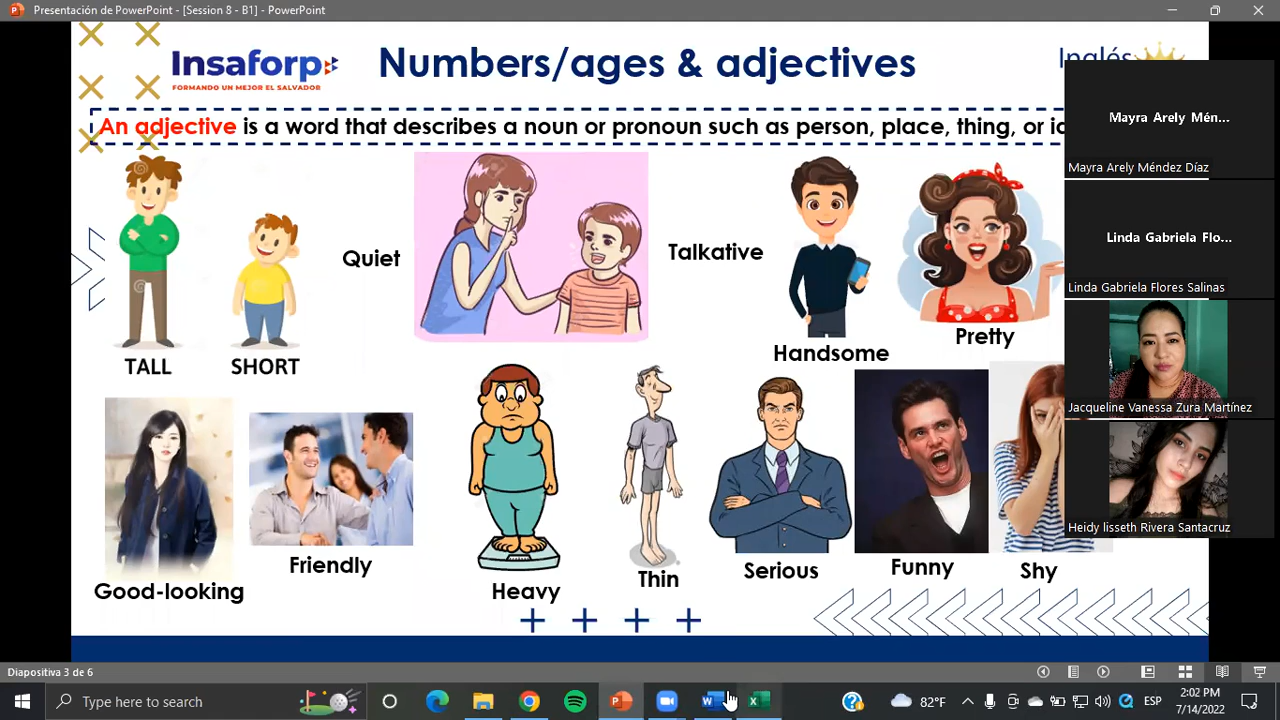 Presentación de PowerPoint - [Session 8 - B1] - PowerPoint
Insaforp
FORMANDO UN MEJOR EL SALVADOR
Numbers/ages & adjectives
Inglés
An adjective is a word that describes a noun or pronoun such as person, place, thing, or
Mayra Arely Mén...
Mayra Arely Méndez Díaz
Linda Gabriela Flo...
Linda Gabriela Flores Salinas
Jacqueline Vanessa Zura Martínez
Heidy lisseth Rivera Santacruz
Quiet
Talkative
TALL
SHORT
Handsome
Pretty
Good-looking
Friendly
Heavy
Thin
Serious
Funny
Shy
Diapositiva 3 de 6
Type here to search
82°F
ESP
2:02 PM
7/14/2022